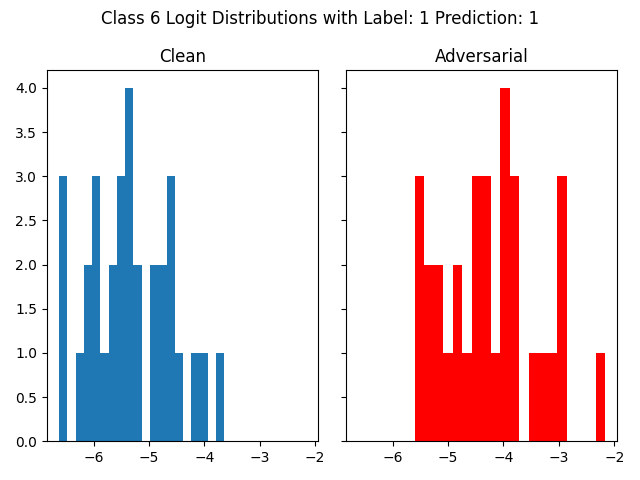 Class 6 Logit Distributions with Label: 1 Prediction: 1
Clean
Adversarial
4.0
3.5
3.0
2.5
2.0
1.5
1.0
0.5
0.0
−6 −5 −4 −3 −2
−6 −5 −4 −3 −2